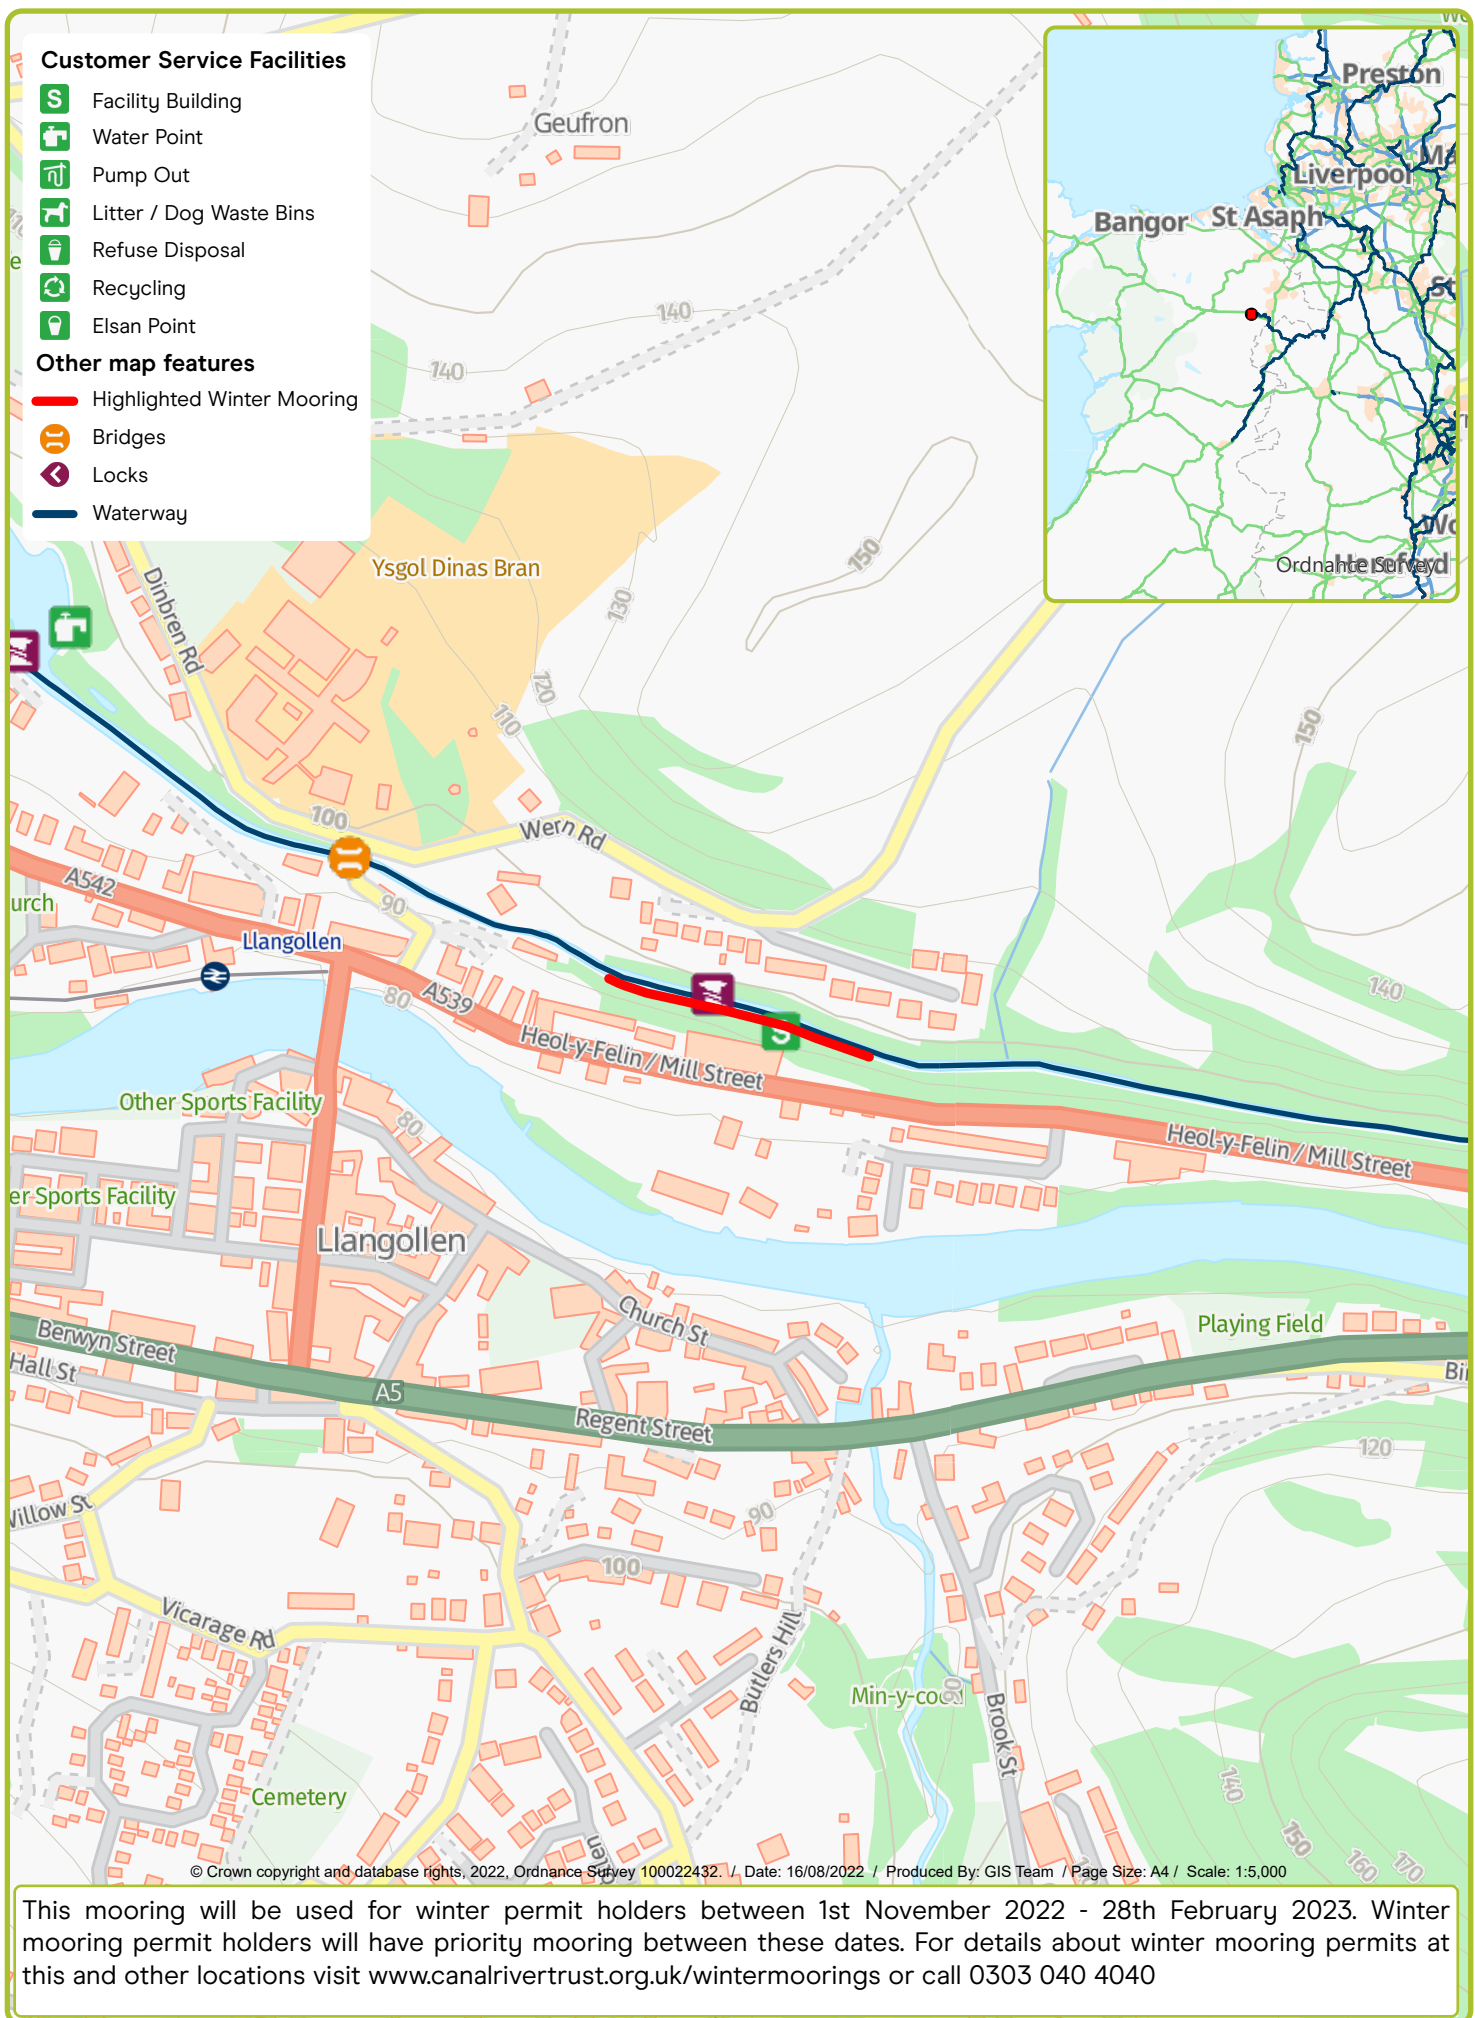 Customer Service Facilities
Facility Building
Water Point
Pump Out
Litter / Dog Waste Bins
Refuse Disposal
Recycling
Elsan Point
Other map features
Highlighted Winter Mooring
Bridges
Locks
Waterway
Preston
Liverpool
Bangor
St Asaph
Ordnance Survey
Hereford
Geufron
140
140
150
Ysgol Dinas Bran
130
Dinbren Rd
120
110
150
100
Wern Rd
A542
90
urch
Llangollen
140
80
A539
S
Heol-y-Felin / Mill Street
Other Sports Facility
80
Heol-y-Felin / Mill Street
er Sports Facility
Llangollen
Church St
Playing Field
Berwyn Street
Hall St
A5
Regent Street
120
Willow St
90
100
Vicarage Rd
Butlers Hill
Min-y-co
90
Brook St
Cemetery
140
150
160
170
© Crown copyright and database rights, 2022, Ordnance Survey 100022432. / Date: 16/08/2022 / Produced By: GIS Team / Page Size: A4 / Scale: 1:5,000
This mooring will be used for winter permit holders between 1st November 2022 - 28th February 2023. Winter
mooring permit holders will have priority mooring between these dates. For details about winter mooring permits at
this and other locations visit www.canalrivertrust.org.uk/wintermoorings or call 0303 040 4040